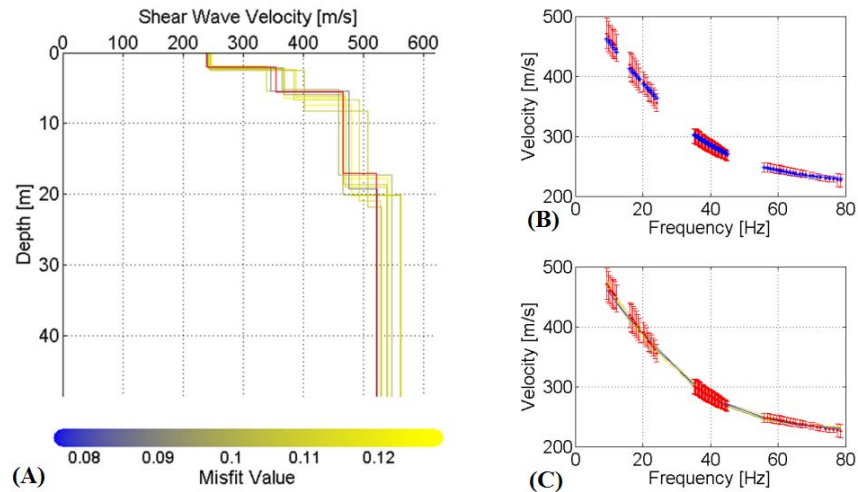 Shear Wave Velocity [m/s]
0 100 200 300 400 500 600
0
10
20
30
40
Depth [m]
0.08 0.09 0.1 0.11 0.12
Misfit Value
(A)
500
400
300
200
Velocity [m/s]
0 20 40 60 80
Frequency [Hz]
(B)
500
400
300
200
Velocity [m/s]
0 20 40 60 80
Frequency [Hz]
(C)